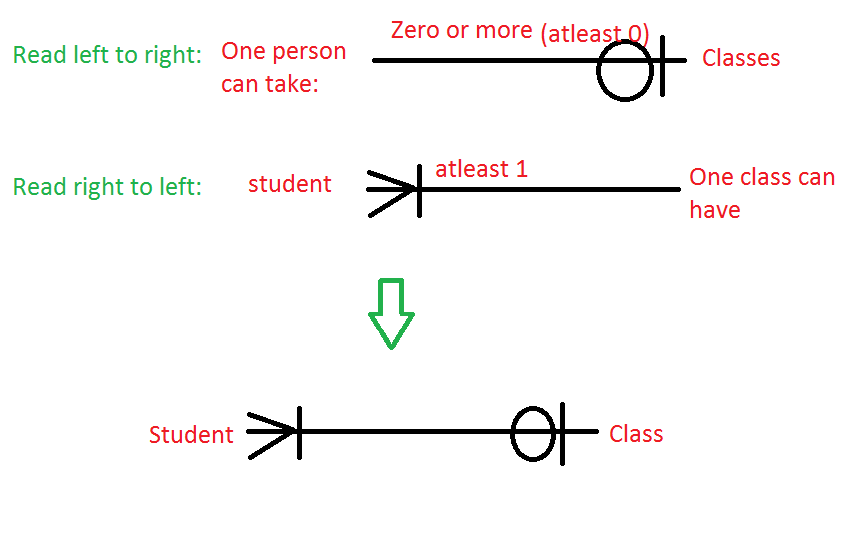 Zero or more (atleast 0)
Read left to right: One person can take: Classes
Read right to left: student atleast 1 One class can have
Student Class